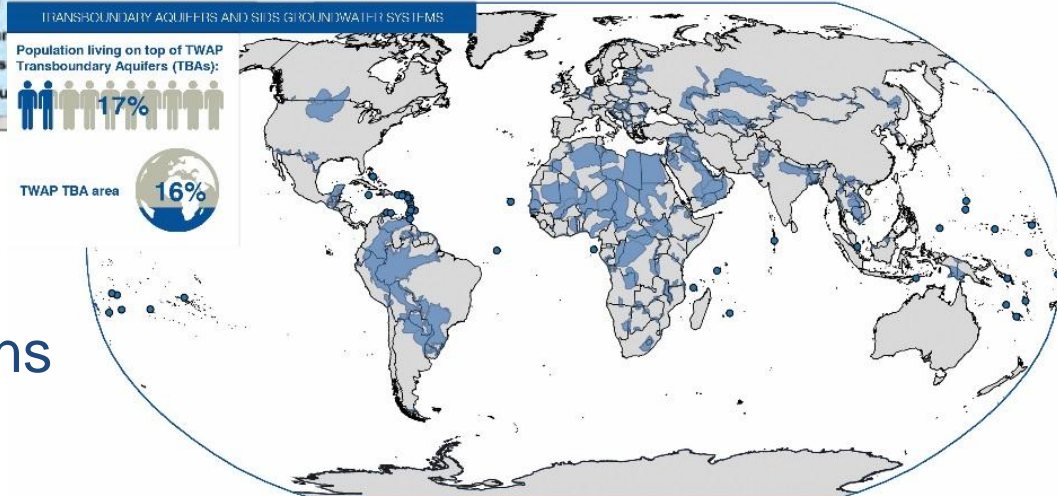 TRANSBOUNDARY AQUIFERS AND SIDS GROUNDWATER SYSTEMS
Population living on top of TWAP
Transboundary Aquifers (TBAs):
17%
TWAP TBA area
16%
ns